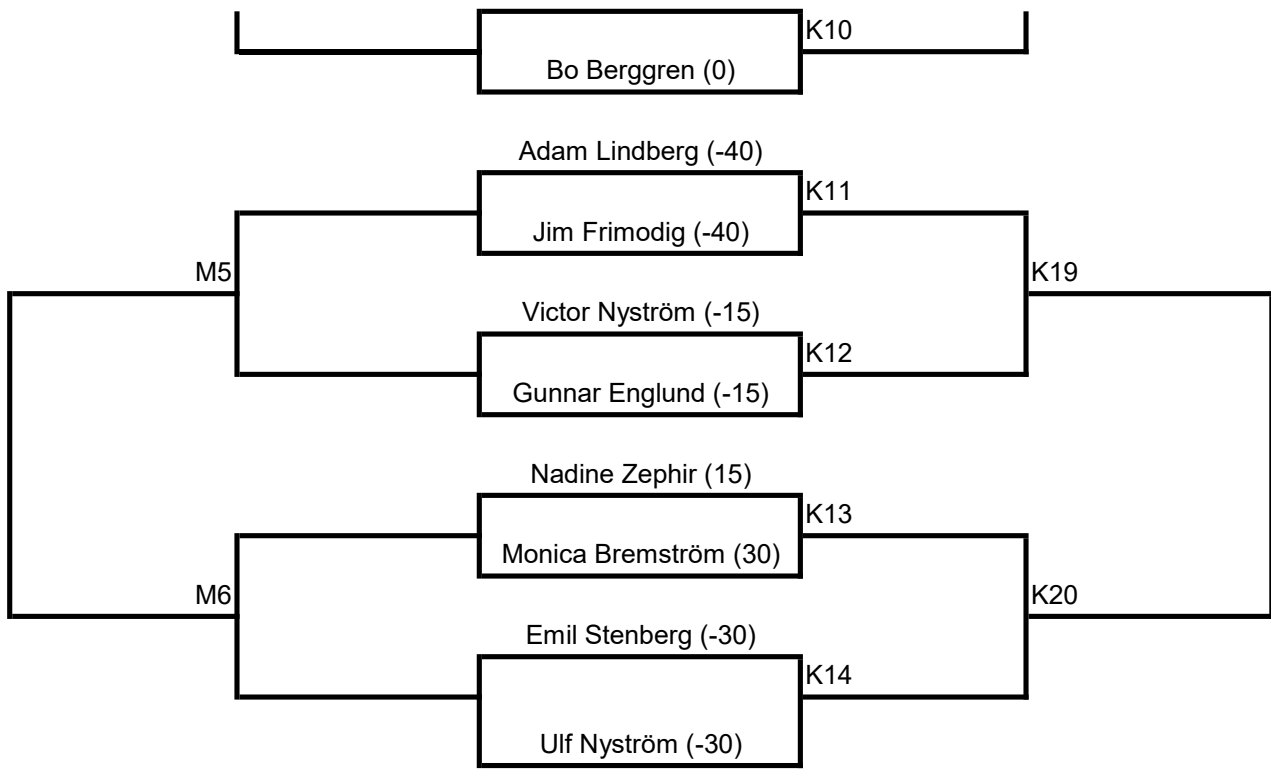 K10
Bo Berggren (0)
Adam Lindberg (-40)
K11
Jim Frimodig (-40)
M5
K19
Victor Nyström (-15)
K12
Gunnar Englund (-15)
Nadine Zephir (15)
K13
Monica Bremström (30)
M6
K20
Emil Stenberg (-30)
K14
Ulf Nyström (-30)